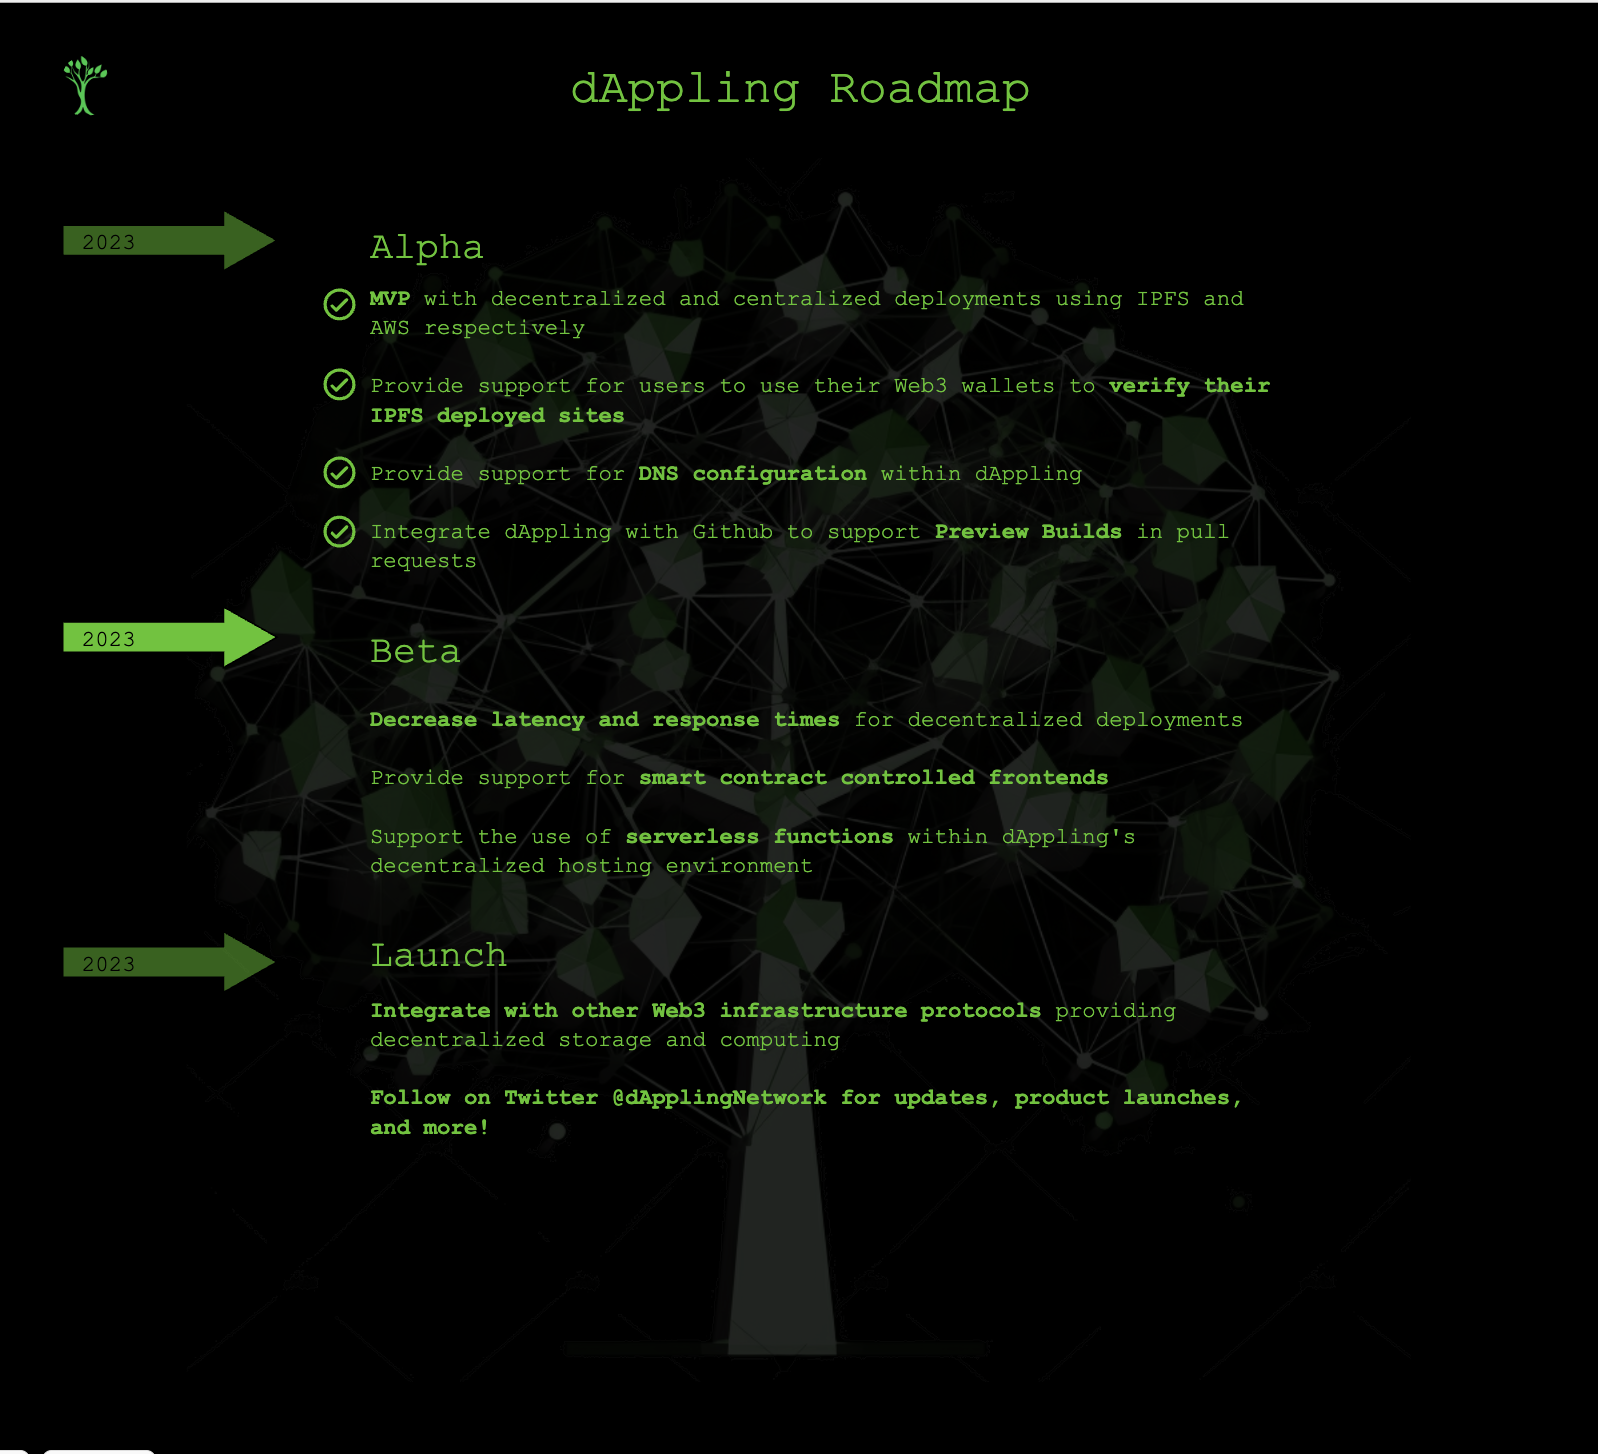 dAppling Roadmap
2023
Alpha
MVP with decentralized and centralized deployments using IPFS and
AWS respectively
Provide support for users to use their Web3 wallets to verify their
IPFS deployed sites
Provide support for DNS configuration within dAppling
Integrate dAppling with Github to support Preview Builds in pull
requests
2023
Beta
Decrease latency and response times for decentralized deployments
Provide support for smart contract controlled frontends
Support the use of serverless functions within dAppling's
decentralized hosting environment
2023
Launch
Integrate with other Web3 infrastructure protocols providing
decentralized storage and computing
Follow on Twitter @dApplingNetwork for updates, product launches,
and more!